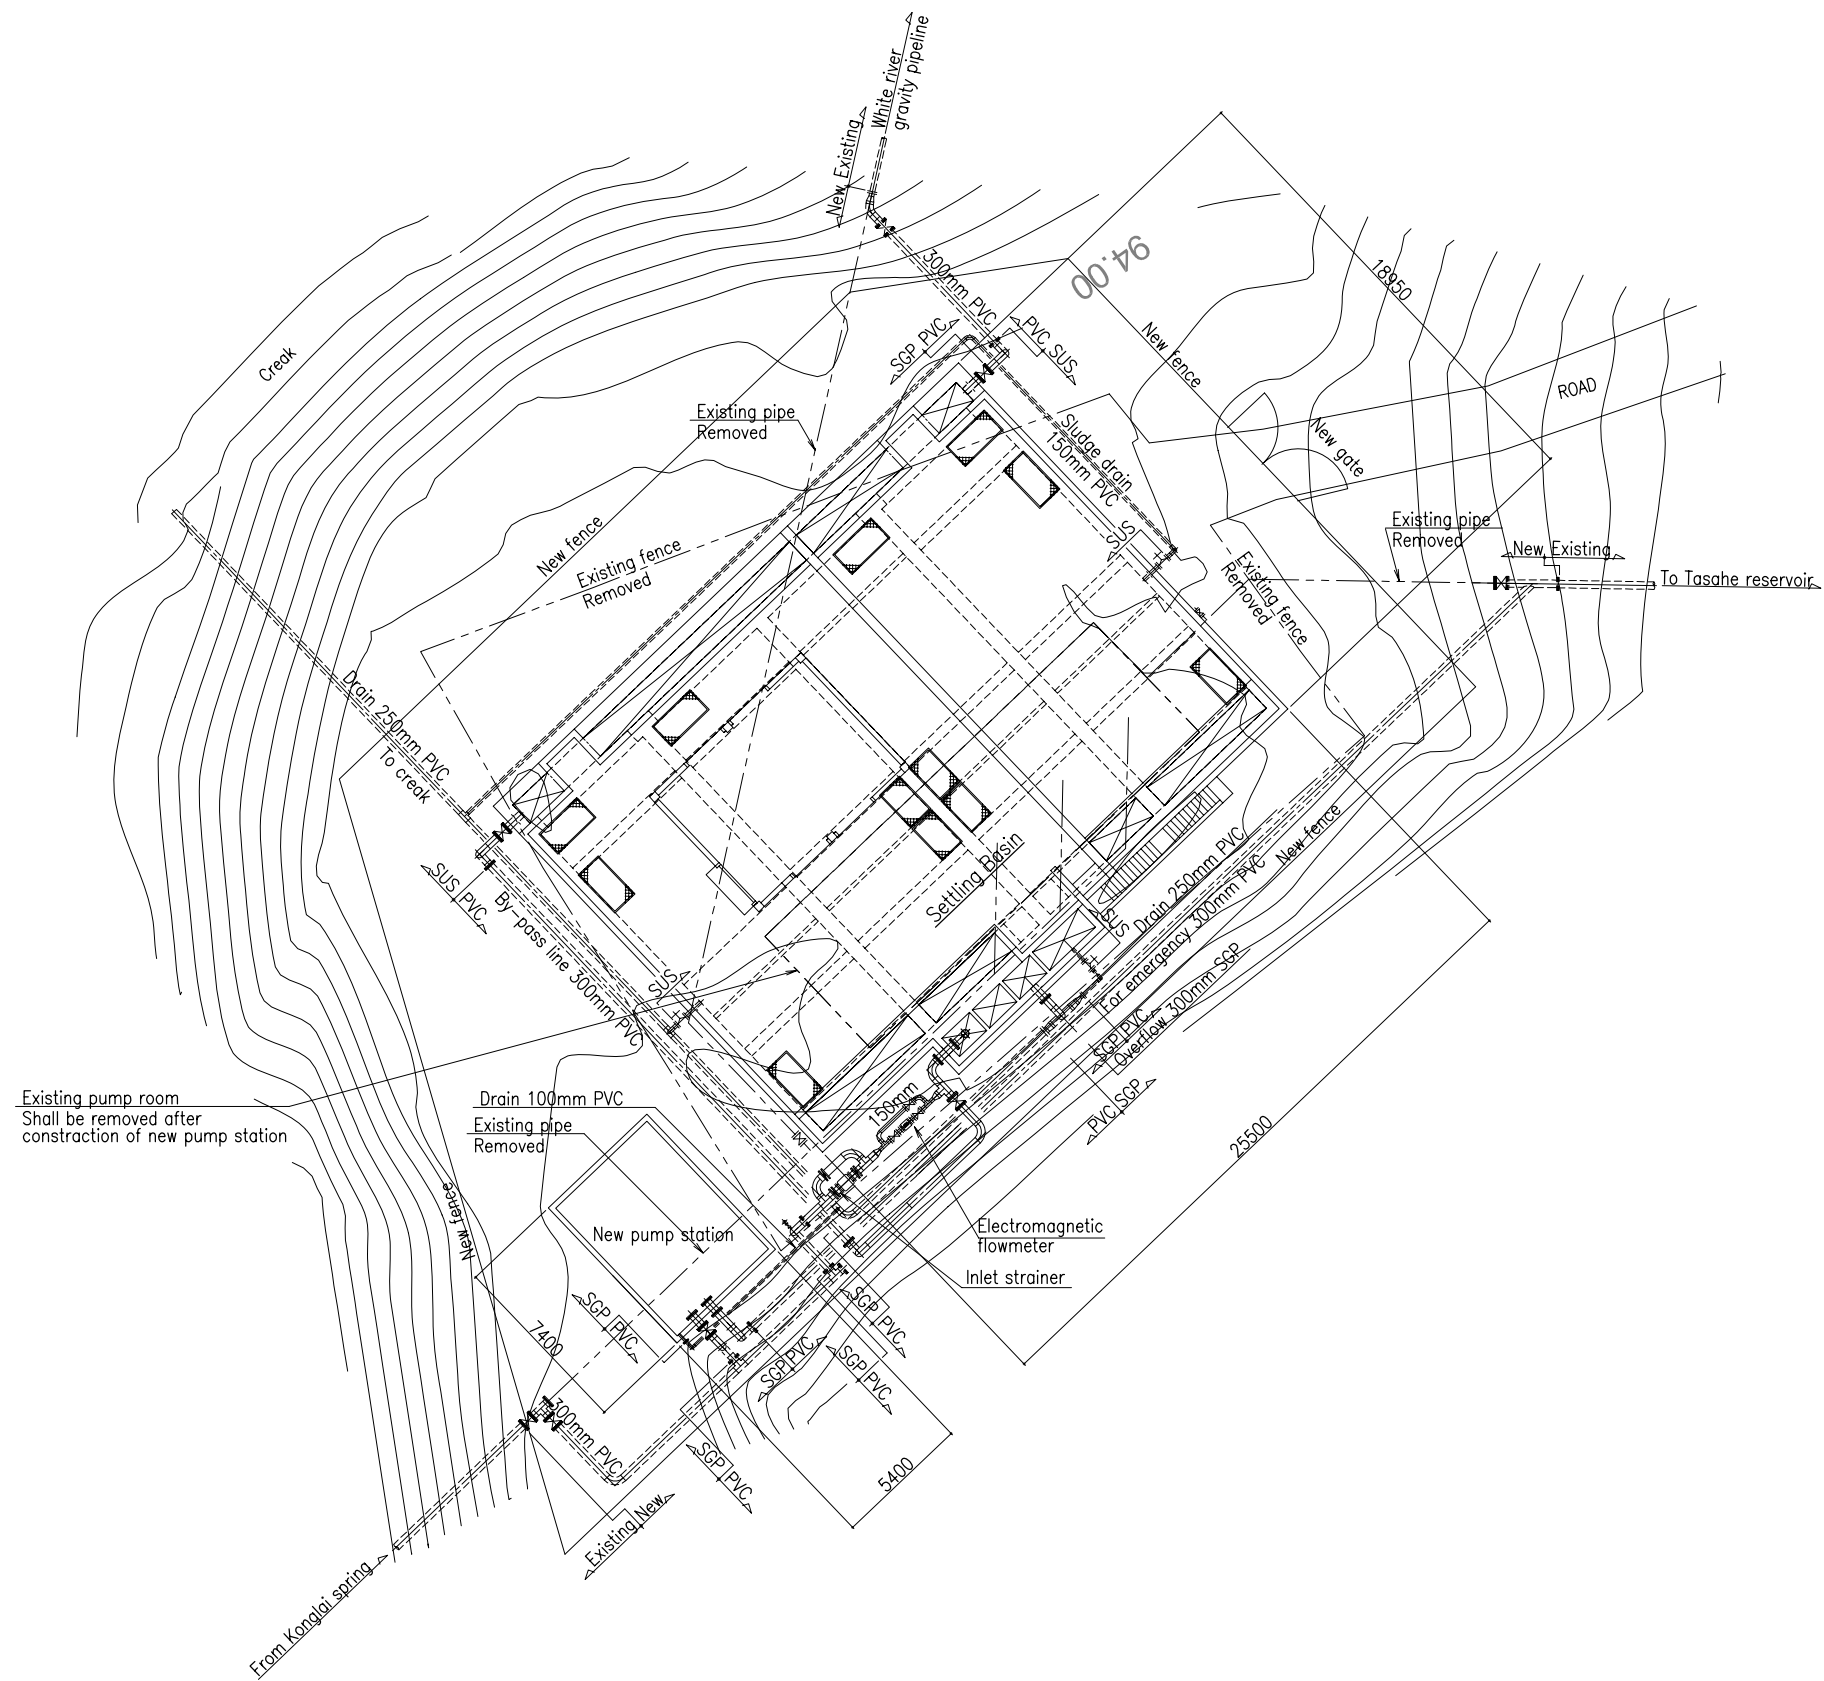 White river
gravity pipeline
New Existing
300mm PVC
94.00
18950
Creak
SGP PVC
PVC SUS
New fence
ROAD
Existing pipe
Removed
Sludge drain
150mm PVC
New gate
Existing pipe
Removed
New Existing
To Tasahe reservoir
SUS
New fence
Existing fence
Removed
Existing fence
Removed
Drain 250mm PVC
To creak
SUS PVC
By-pass line 300mm PVC
Settling Basin
SUS
Drain 250mm PVC
New fence
For emergency 300mm PVC
SUS
SGP PVC
Overflow 300mm SGP
PVC SGP
Existing pump room
Shall be removed after
constraction of new pump station
Drain 100mm PVC
Existing pipe
Removed
150mm
25500
New fence
New pump station
Electromagnetic
flowmeter
Inlet strainer
SGP PVC
SGP PVC
7400
SGP PVC
SGP PVC
300mm PVC
SGP PVC
5400
Existing New
From Konglai spring